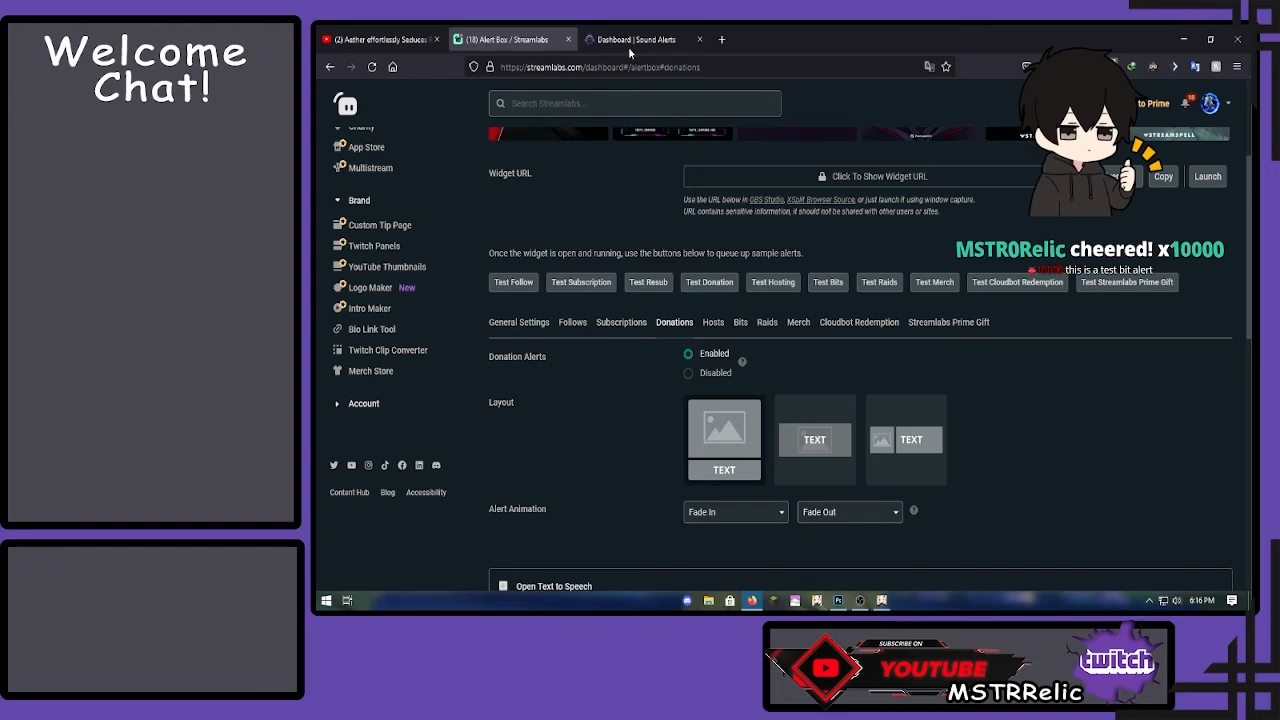 Welcome
Chat!
(2) Aether effortlessly Seduces
(18) Alert Box / Streamlabs
Dashboard | Sound Alerts
https://streamlabs.com/dashboard#/alertbox#donations
Search Streamlabs...
to Prime
Charity
App Store
Multistream
Brand
Custom Tip Page
Twitch Panels
YouTube Thumbnails
Logo Maker New
Intro Maker
Bio Link Tool
Twitch Clip Converter
Merch Store
Account
Content Hub Blog Accessibility
Widget URL
Click To Show Widget URL
Copy
Launch
Use the URL below in OBS Studio, XSplit Browser Source, or just launch it using window capture.
URL contains sensitive information, it should not be shared with other users or sites.
MSTR0Relic cheered! x10000
this is a test bit alert
Once the widget is open and running, use the buttons below to queue up sample alerts.
Test Follow Test Subscription Test Resub Test Donation Test Hosting Test Bits Test Raids Test Merch Test Cloudbot Redemption Test Streamlabs Prime Gift
General Settings Follows Subscriptions Donations Hosts Bits Raids Merch Cloudbot Redemption Streamlabs Prime Gift
Donation Alerts
Enabled
Disabled
Layout
TEXT
TEXT
TEXT
Alert Animation
Fade In
Fade Out
Open Text to Speech
6:16 PM
SUBSCRIBE ON
YOUTUBE
twitch
MSTRRelic